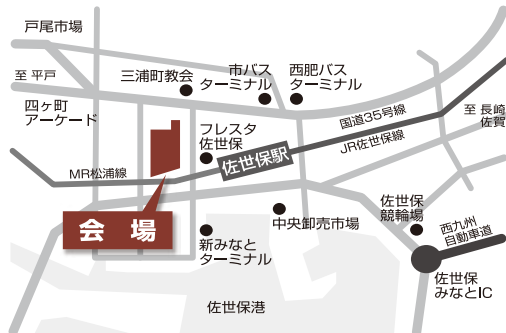 戸尾市場
至 平戸
三浦町教会
市バス
ターミナル
西肥バス
ターミナル
四ヶ町
アーケード
国道35号線
至 長崎
佐賀
フレスタ
佐世保
佐世保駅
JR佐世保線
MR松浦線
会場
新みなと
ターミナル
中央卸売市場
佐世保
競輪場
西九州
自動車道
佐世保
みなとIC
佐世保港